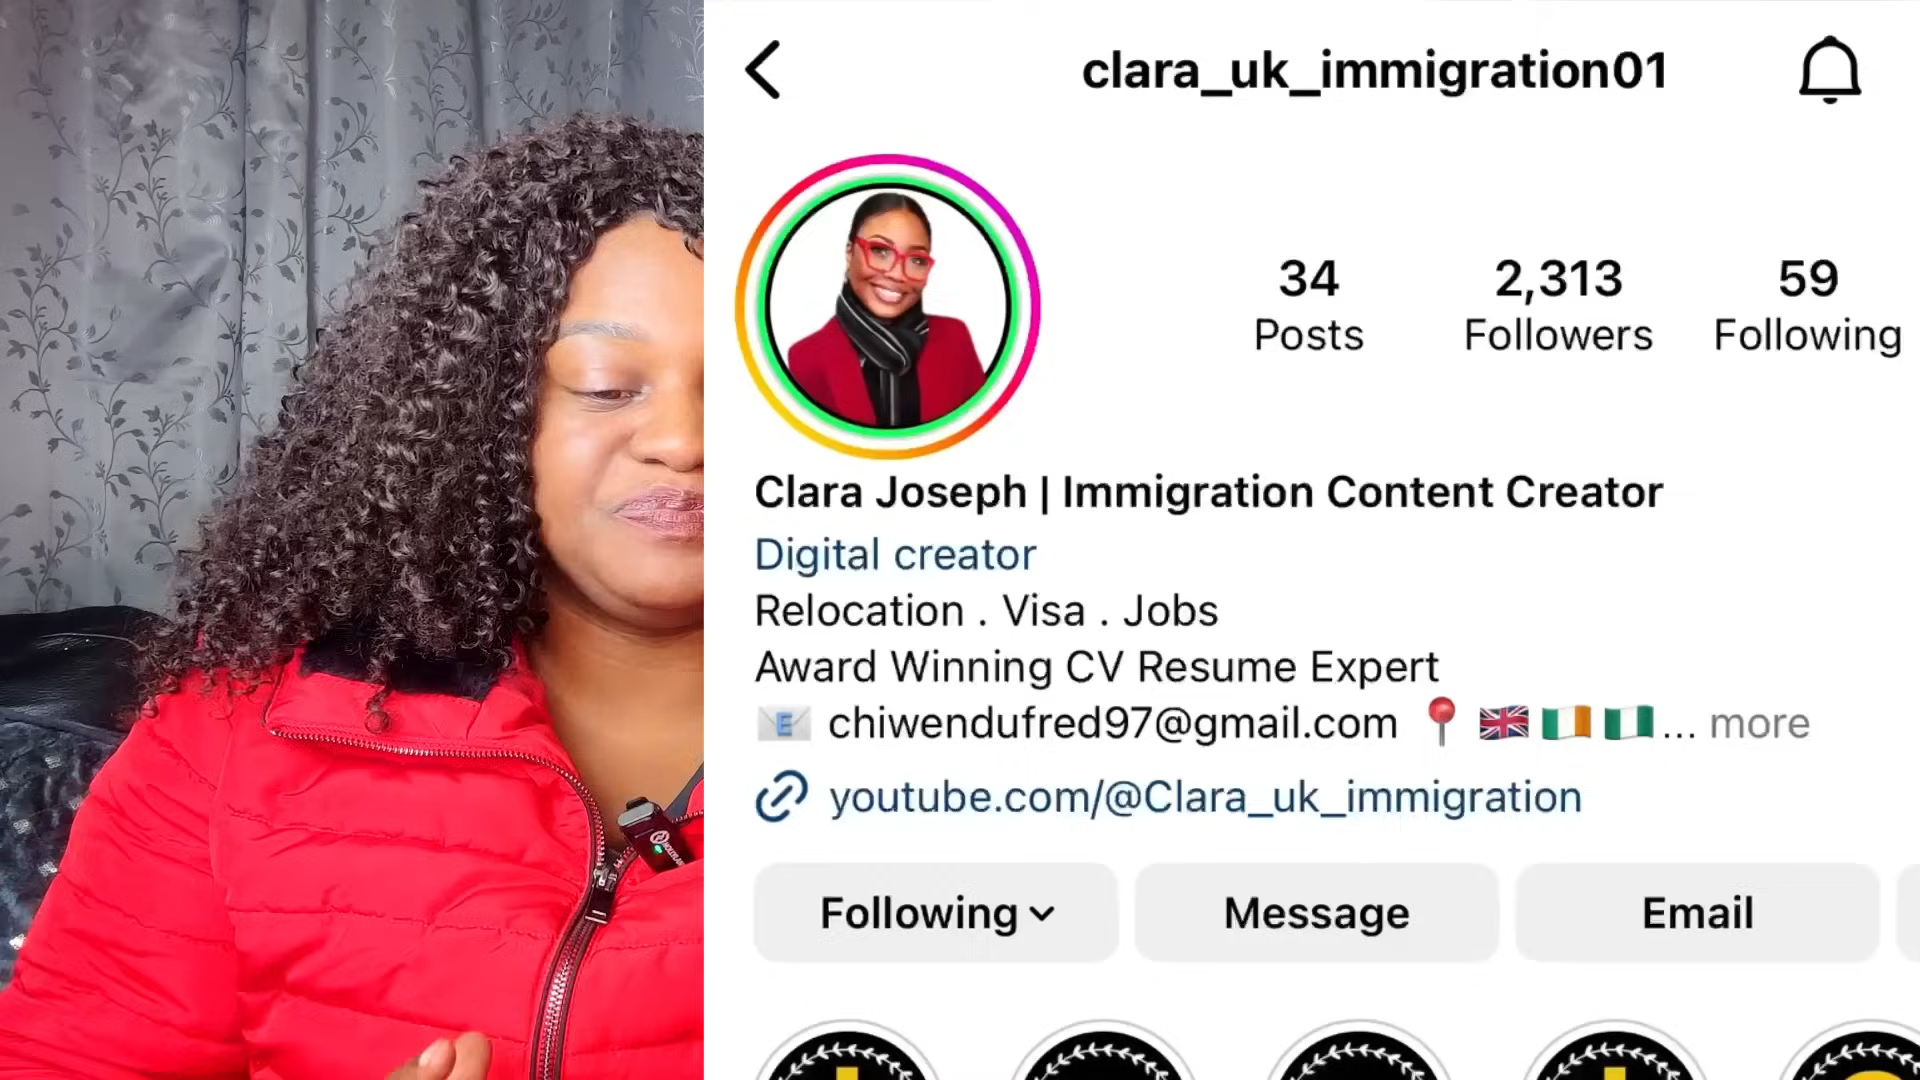 clara_uk_immigration01
34
Posts
2,313
Followers
59
Following
Clara Joseph | Immigration Content Creator
Digital creator
Relocation . Visa . Jobs
Award Winning CV Resume Expert
📧 chiwendufred97@gmail.com 📍 🇬🇧 🇮🇪 🇳🇬... more
youtube.com/@Clara_uk_immigration
Following
Message
Email